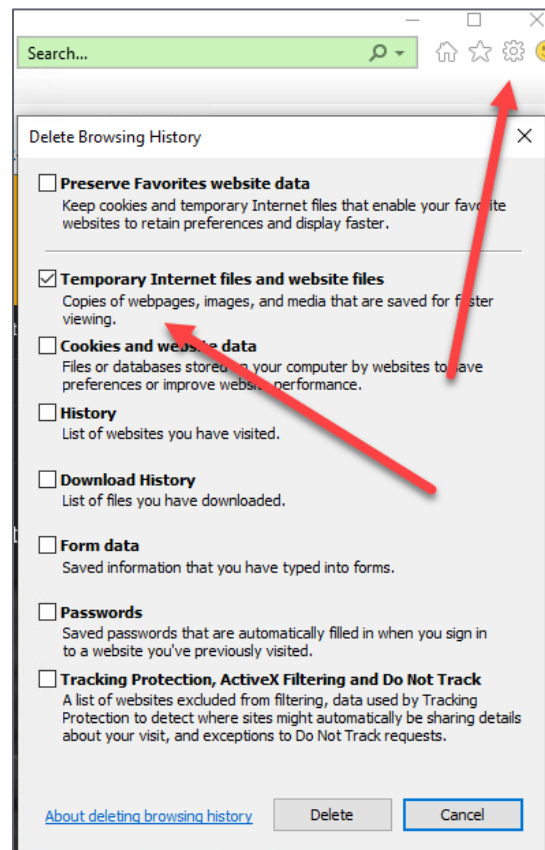 Search...
Delete Browsing History
Preserve Favorites website data
Keep cookies and temporary Internet files that enable your favorite
websites to retain preferences and display faster.
Temporary Internet files and website files
Copies of webpages, images, and media that are saved for faster
viewing.
Cookies and website data
Files or databases stored on your computer by websites to save
preferences or improve website performance.
History
List of websites you have visited.
Download History
List of files you have downloaded.
Form data
Saved information that you have typed into forms.
Passwords
Saved passwords that are automatically filled in when you sign in
to a website you've previously visited.
Tracking Protection, ActiveX Filtering and Do Not Track
A list of websites excluded from filtering, data used by Tracking
Protection to detect where sites might automatically be sharing details
about your visit, and exceptions to Do Not Track requests.
About deleting browsing history
Delete
Cancel